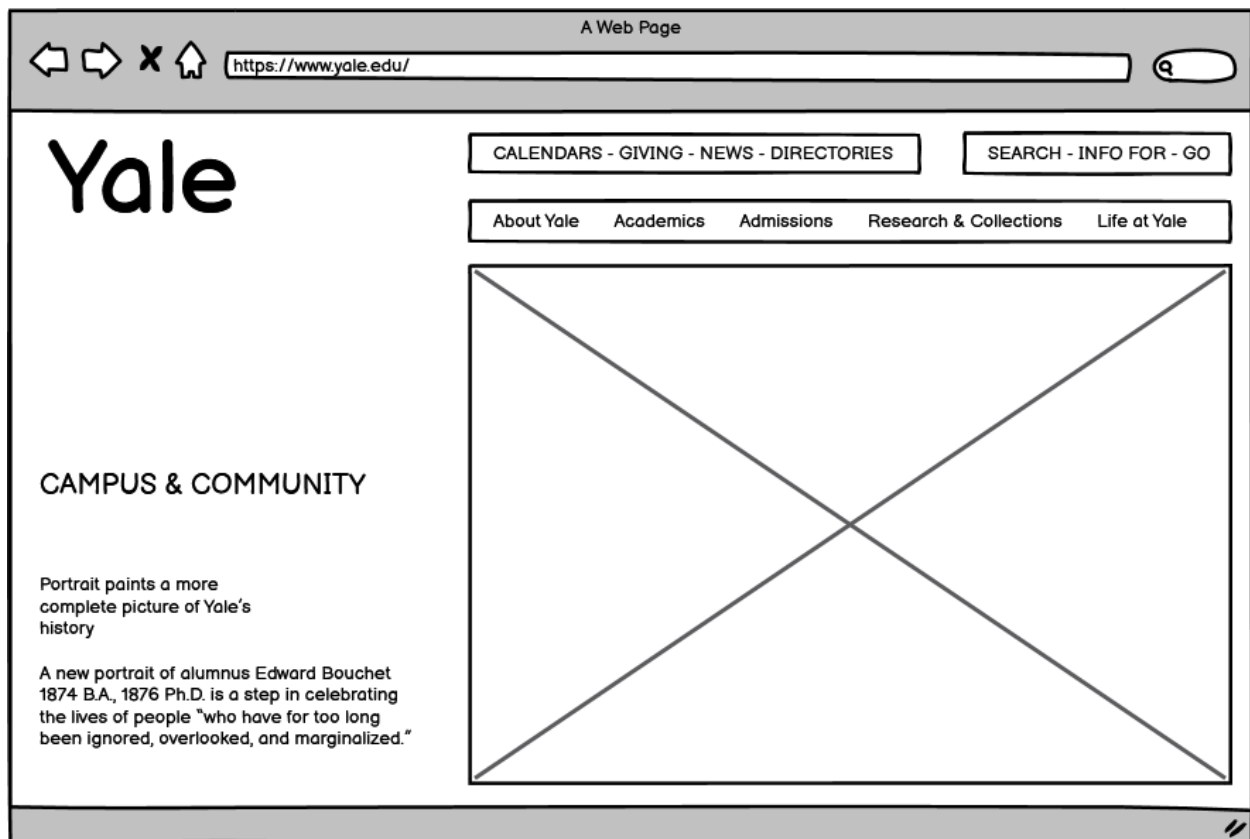 A Web Page
https://www.yale.edu/
Yale
CALENDARS - GIVING - NEWS - DIRECTORIES
SEARCH - INFO FOR - GO
About Yale Academics Admissions Research & Collections Life at Yale
CAMPUS & COMMUNITY
Portrait paints a more
complete picture of Yale's
history
A new portrait of alumnus Edward Bouchet
1874 B.A., 1876 Ph.D. is a step in celebrating
the lives of people "who have for too long
been ignored, overlooked, and marginalized."